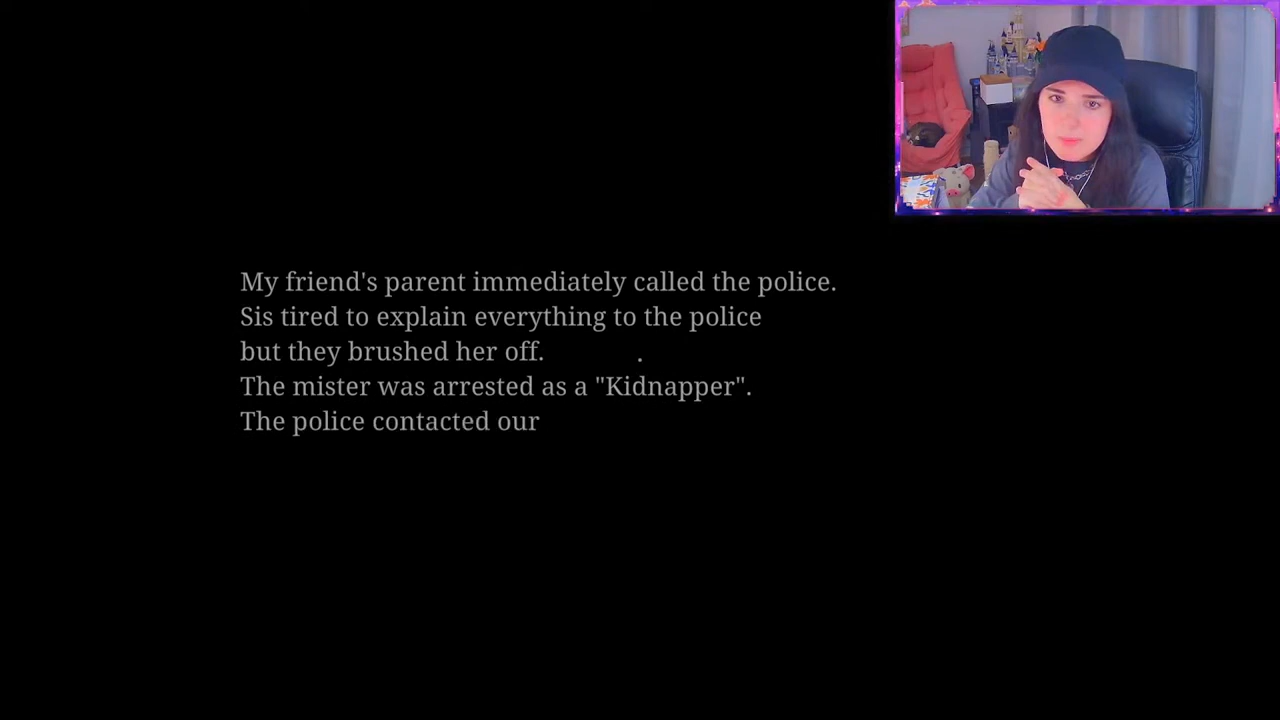 My friend's parent immediately called the police.
Sis tired to explain everything to the police
but they brushed her off. .
The mister was arrested as a "Kidnapper".
The police contacted our